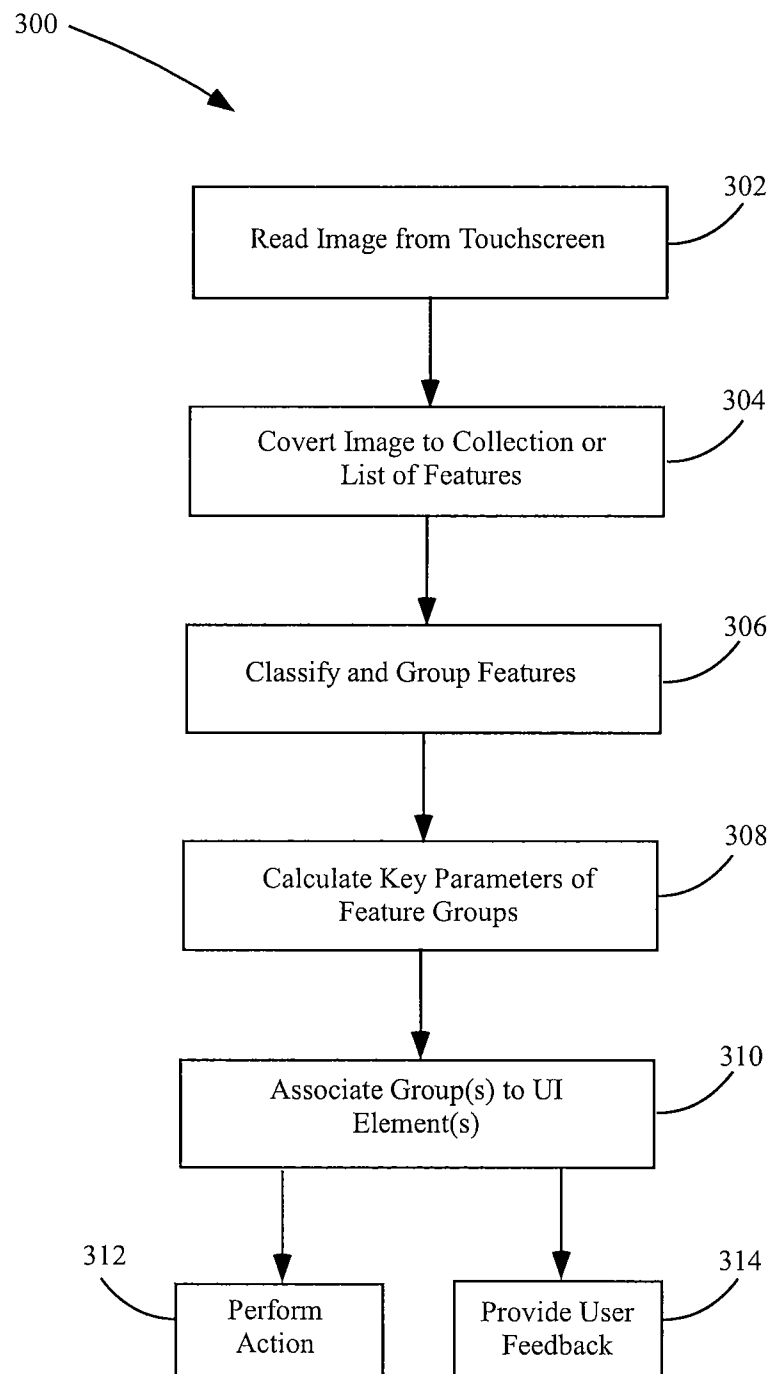 300
302
Read Image from Touchscreen
304
Covert Image to Collection or
List of Features
306
Classify and Group Features
308
Calculate Key Parameters of
Feature Groups
310
Associate Group(s) to UI
Element(s)
312
314
Perform
Action
Provide User
Feedback